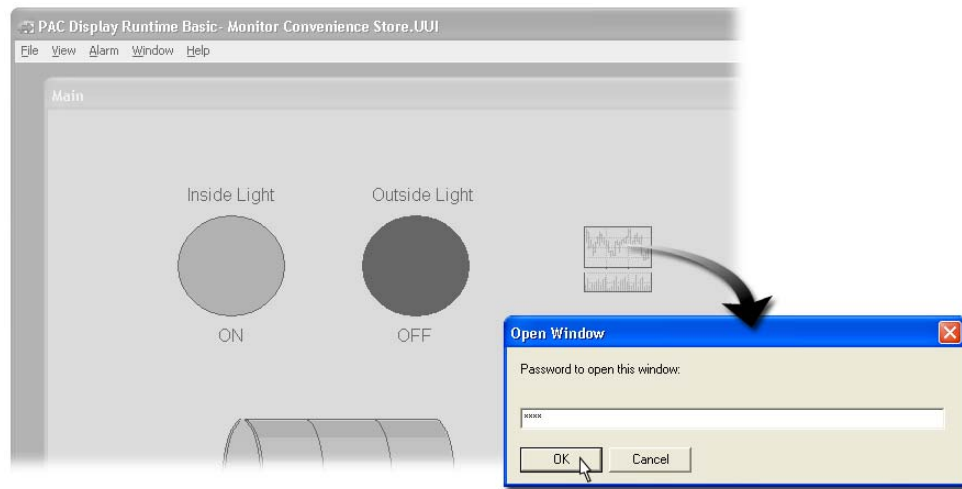 PAC Display Runtime Basic- Monitor Convenience Store.UUI
File View Alarm Window Help
Main
Inside Light Outside Light
ON OFF
Open Window
Password to open this window:
****
OK Cancel